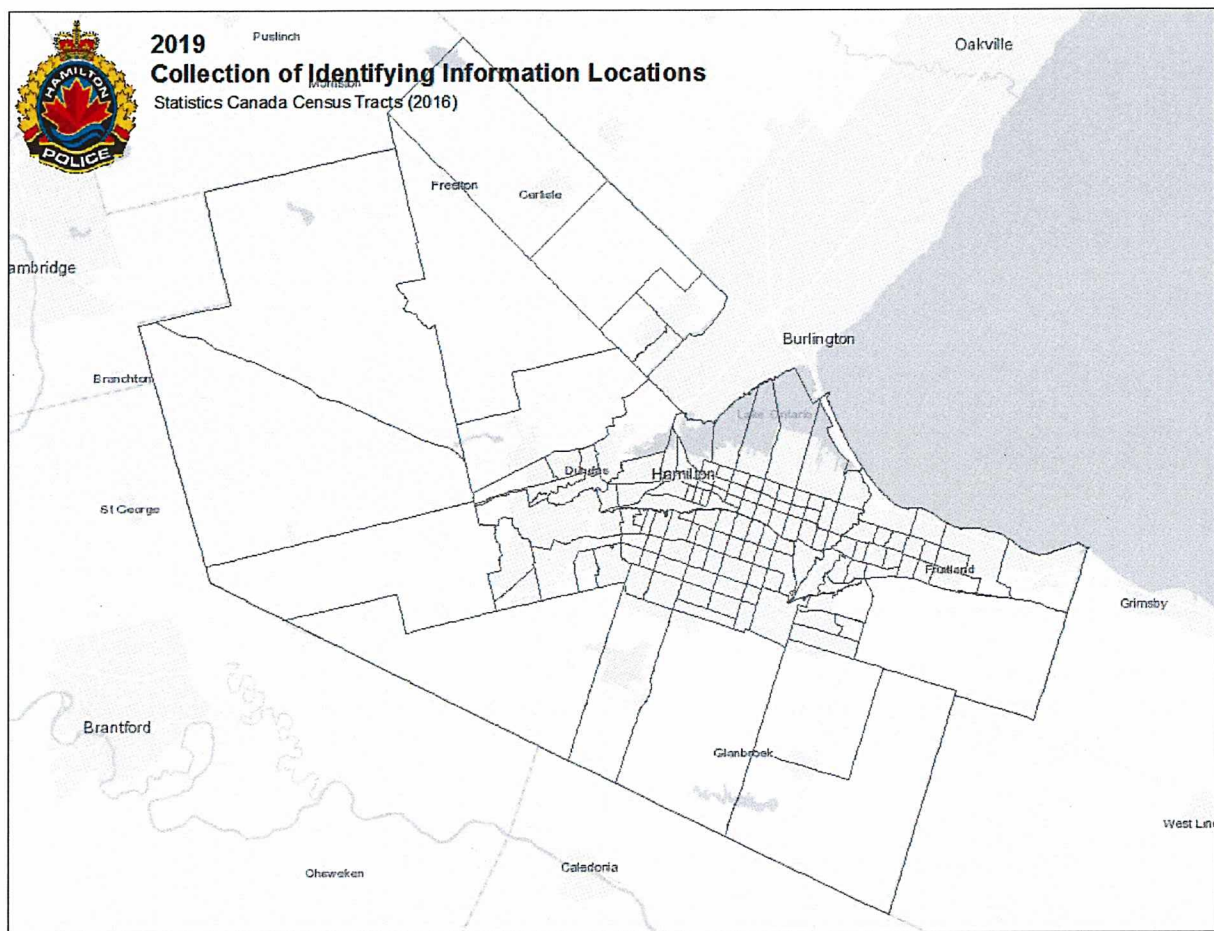 2019
Collection of Identifying Information Locations
Statistics Canada Census Tracts (2016)
HAMILTON
POLICE
Puslinch
Morriston
Oakville
Freelton
Carlisle
ambridge
Burlington
Branchton
Lake Ontario
Dundas
Hamilton
St George
Fruitland
Grimsby
Brantford
Glanbrook
West Linc
Caledonia
Ohsweken